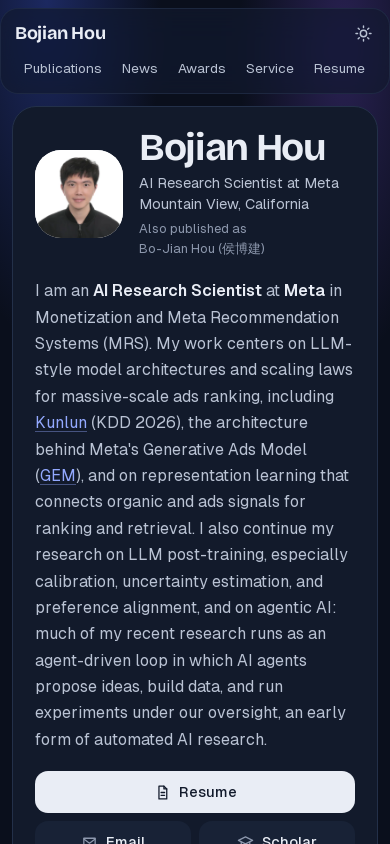 Bojian Hou
Publications News Awards Service Resume
Bojian Hou
AI Research Scientist at Meta
Mountain View, California
Also published as
Bo-Jian Hou (侯博建)
I am an AI Research Scientist at Meta in
Monetization and Meta Recommendation
Systems (MRS). My work centers on LLM-
style model architectures and scaling laws
for massive-scale ads ranking, including
Kunlun (KDD 2026), the architecture
behind Meta's Generative Ads Model
(GEM), and on representation learning that
connects organic and ads signals for
ranking and retrieval. I also continue my
research on LLM post-training, especially
calibration, uncertainty estimation, and
preference alignment, and on agentic AI:
much of my recent research runs as an
agent-driven loop in which AI agents
propose ideas, build data, and run
experiments under our oversight, an early
form of automated AI research.
Resume
Email Scholar